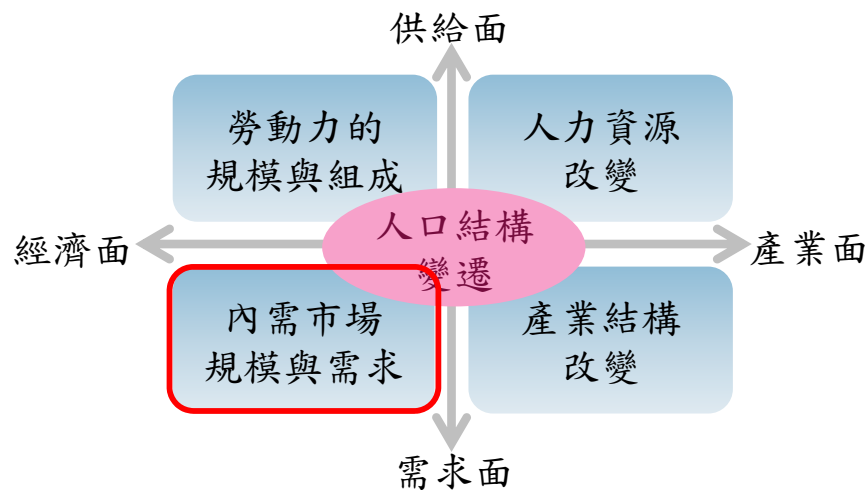 供給面
勞動力的
規模與組成
人力資源
改變
人口結構
變遷
經濟面
產業面
內需市場
規模與需求
產業結構
改變
需求面